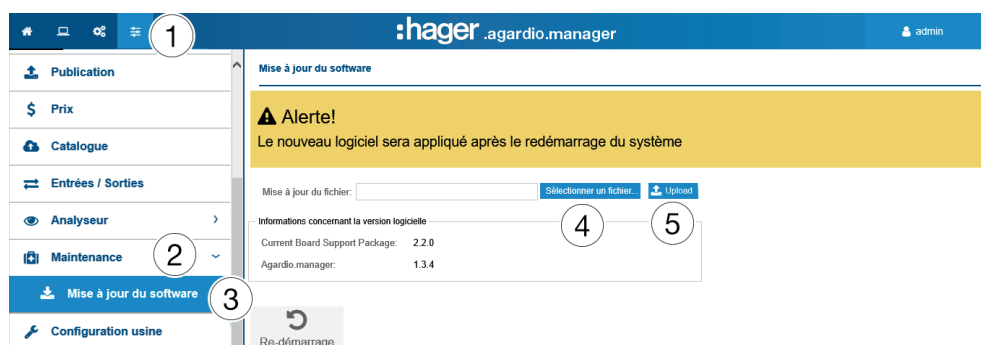 1
:hager .agardio.manager
admin
Publication
Prix
Catalogue
Entrées / Sorties
Analyseur
Maintenance
2
Mise à jour du software
3
Configuration usine
Mise à jour du software
Alerte!
Le nouveau logiciel sera appliqué après le redémarrage du système
Mise à jour du fichier:
Sélectionner un fichier...
Upload
4
5
Informations concernant la version logicielle
Current Board Support Package: 2.2.0
Agardio.manager: 1.3.4
Re-démarrage